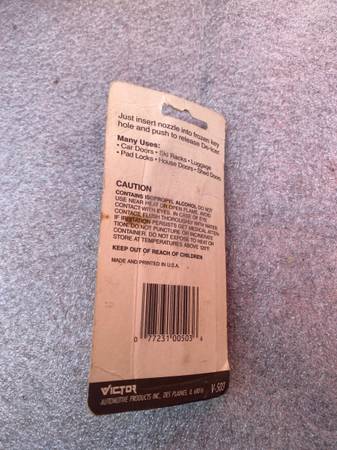 Just insert nozzle into frozen key
hole and push to release De-Icer.
Many Uses:
• Car Doors • Ski Racks • Luggage
• Pad Locks • House Doors • Shed Doors
CAUTION
CONTAINS ISOPROPYL ALCOHOL DO NOT
USE NEAR HEAT OR OPEN FLAME. AVOID
CONTACT WITH EYES. IN CASE OF EYE
CONTACT, FLUSH THOROUGHLY WITH WATER.
IF IRRITATION PERSISTS GET MEDICAL ATTEN-
TION. DO NOT PUNCTURE OR INCINERATE
CONTAINER. DO NOT EXPOSE TO HEAT OR
STORE AT TEMPERATURES ABOVE 120°F
KEEP OUT OF REACH OF CHILDREN
MADE AND PRINTED IN U.S.A.
0 77231 00503 4
VICTOR
AUTOMOTIVE PRODUCTS INC. DES PLAINES, IL 60016 V-503